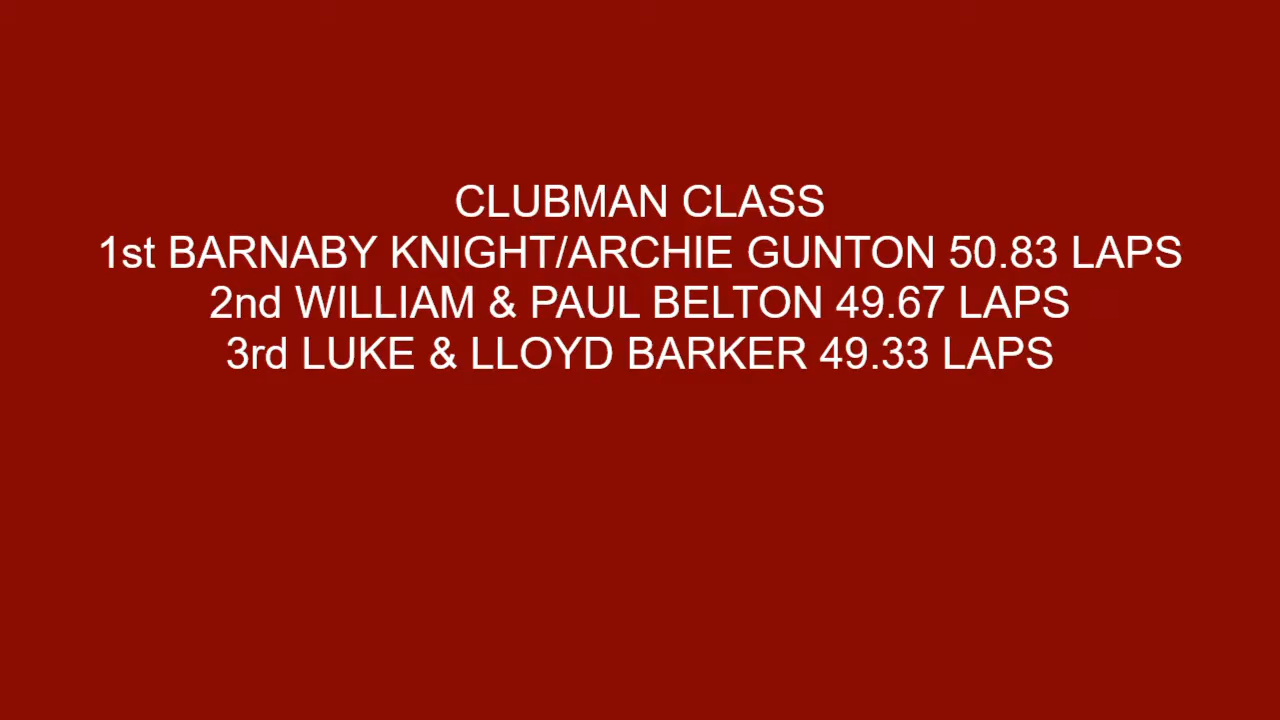 CLUBMAN CLASS
1st BARNABY KNIGHT/ARCHIE GUNTON 50.83 LAPS
2nd WILLIAM & PAUL BELTON 49.67 LAPS
3rd LUKE & LLOYD BARKER 49.33 LAPS